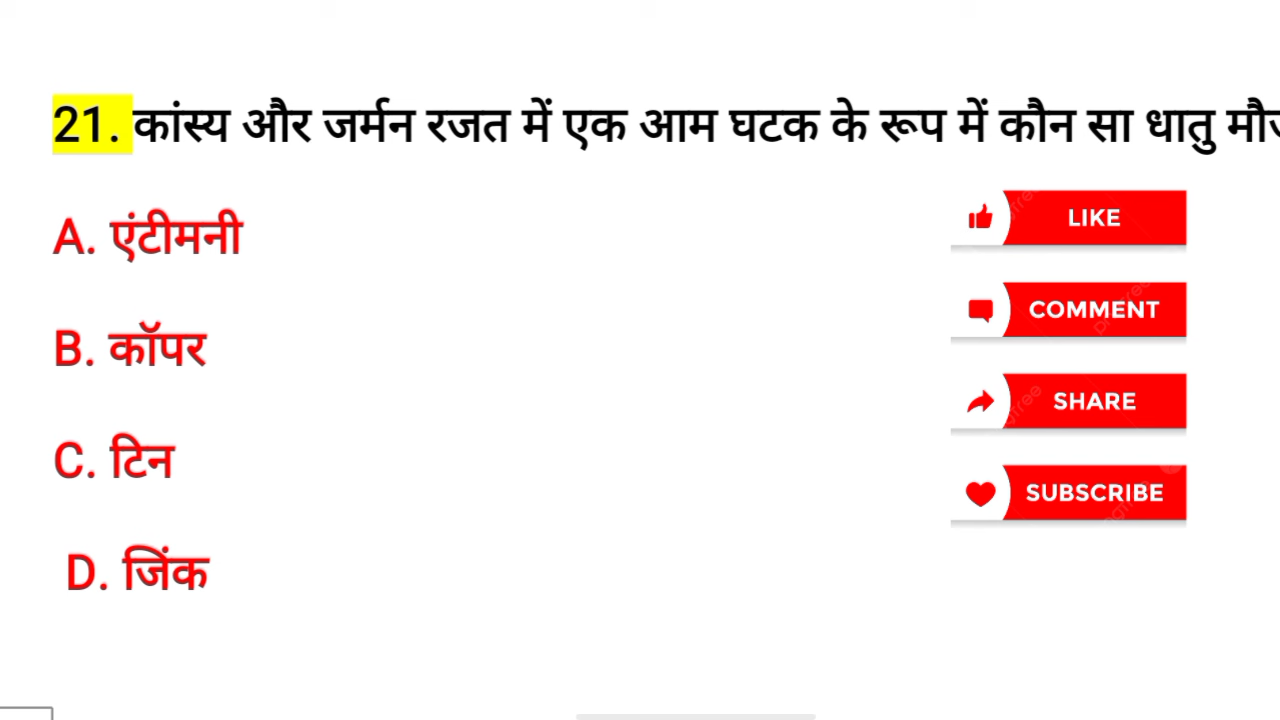 21. कांस्य और जर्मन रजत में एक आम घटक के रूप में कौन सा धातु
A. एंटीमनी
B. कॉपर
C. टिन
D. जिंक
LIKE
COMMENT
SHARE
SUBSCRIBE